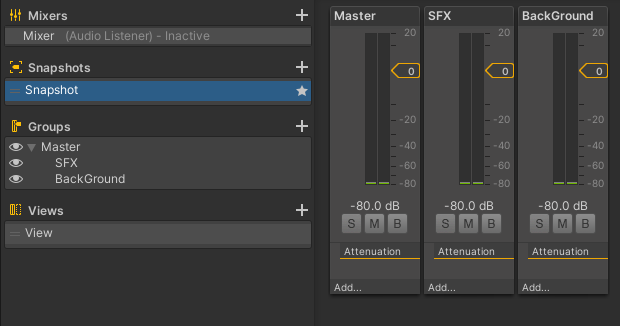 Mixers
Mixer (Audio Listener) - Inactive
Snapshots
Snapshot
Groups
Master
SFX
BackGround
Views
View
Master
20
0
-20
-40
-60
-80
-80.0 dB
S M B
Attenuation
Add...
SFX
20
0
-20
-40
-60
-80
-80.0 dB
S M B
Attenuation
Add...
BackGround
20
0
-20
-40
-60
-80
-80.0 dB
S M B
Attenuation
Add...